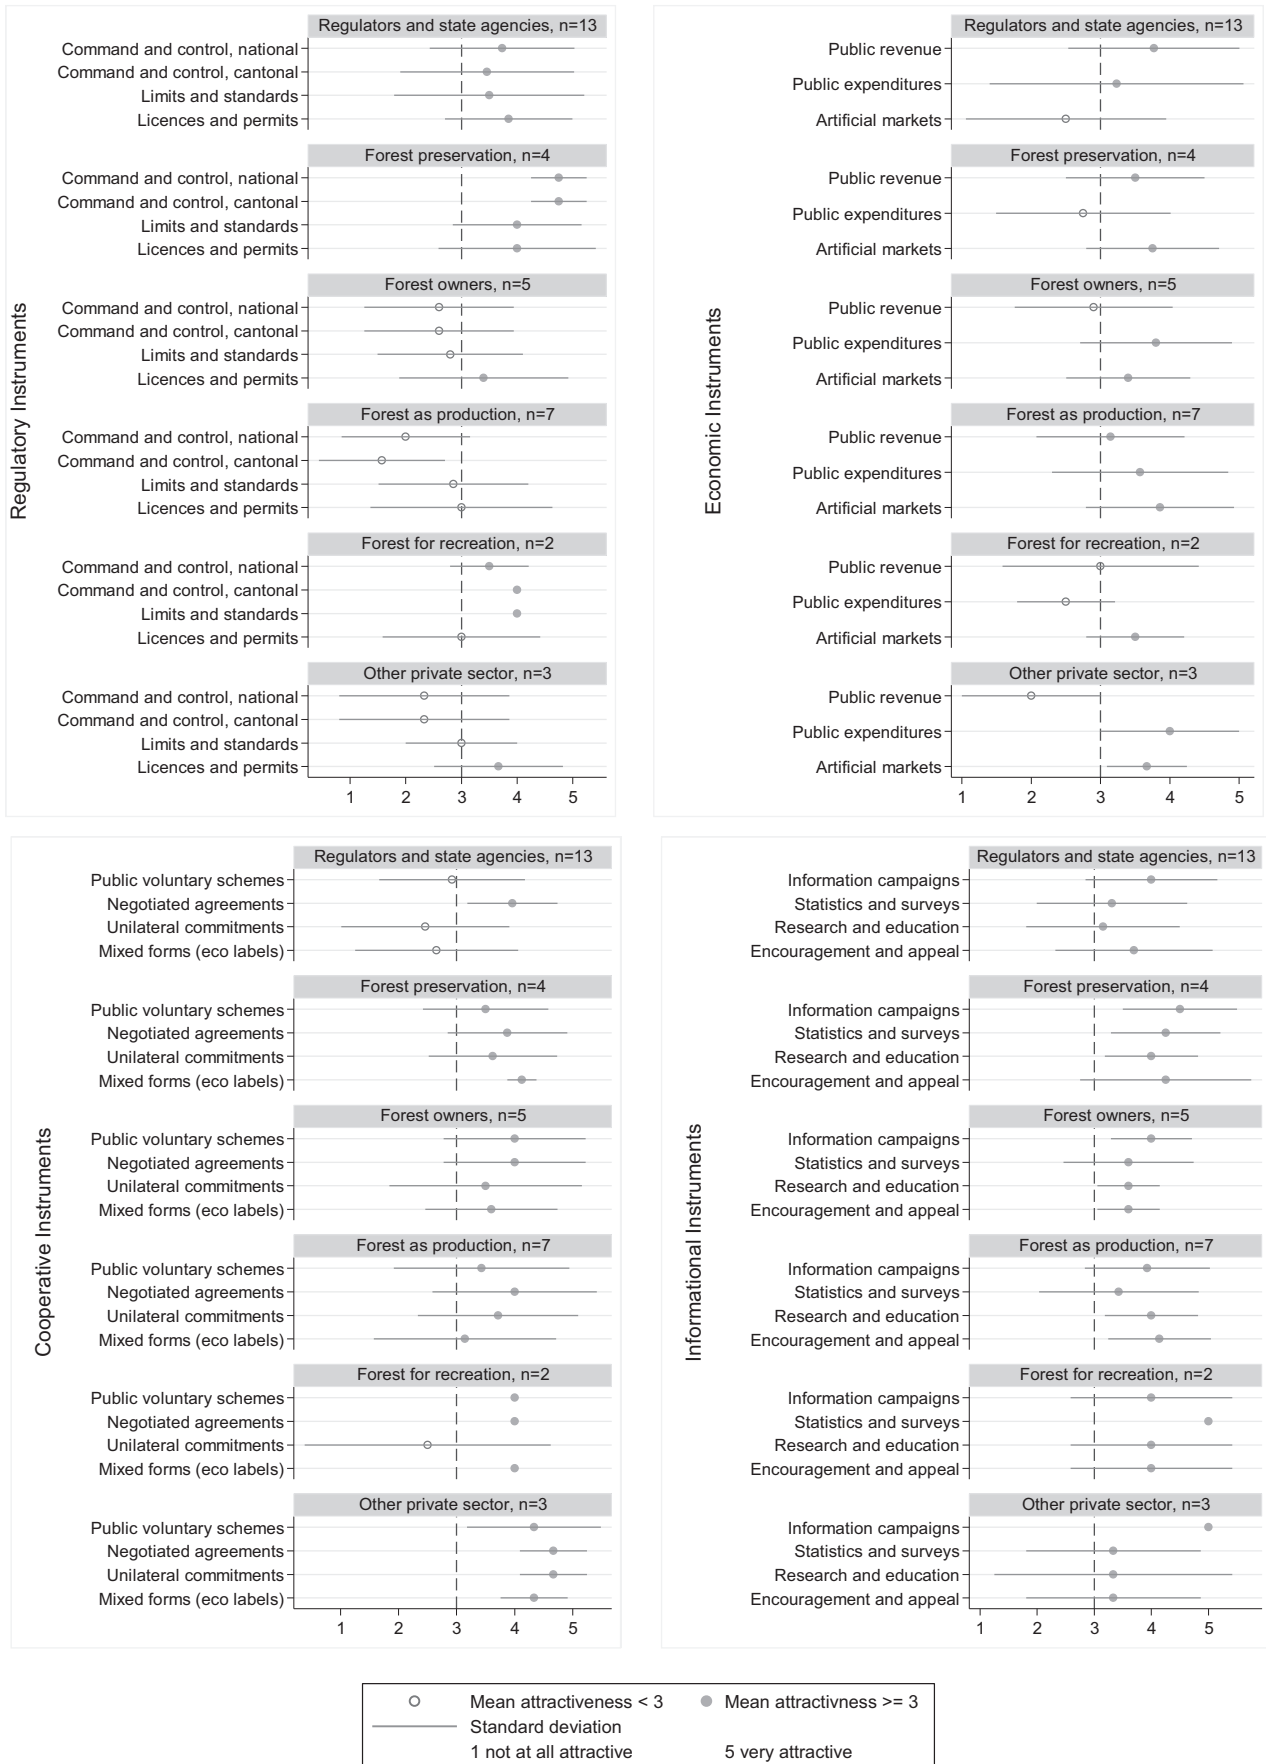 Regulatory Instruments
Regulators and state agencies, n=13
Command and control, national
Command and control, cantonal
Limits and standards
Licences and permits
Forest preservation, n=4
Command and control, national
Command and control, cantonal
Limits and standards
Licences and permits
Forest owners, n=5
Command and control, national
Command and control, cantonal
Limits and standards
Licences and permits
Forest as production, n=7
Command and control, national
Command and control, cantonal
Limits and standards
Licences and permits
Forest for recreation, n=2
Command and control, national
Command and control, cantonal
Limits and standards
Licences and permits
Other private sector, n=3
Command and control, national
Command and control, cantonal
Limits and standards
Licences and permits
1 2 3 4 5
Economic Instruments
Regulators and state agencies, n=13
Public revenue
Public expenditures
Artificial markets
Forest preservation, n=4
Public revenue
Public expenditures
Artificial markets
Forest owners, n=5
Public revenue
Public expenditures
Artificial markets
Forest as production, n=7
Public revenue
Public expenditures
Artificial markets
Forest for recreation, n=2
Public revenue
Public expenditures
Artificial markets
Other private sector, n=3
Public revenue
Public expenditures
Artificial markets
1 2 3 4 5
Cooperative Instruments
Regulators and state agencies, n=13
Public voluntary schemes
Negotiated agreements
Unilateral commitments
Mixed forms (eco labels)
Forest preservation, n=4
Public voluntary schemes
Negotiated agreements
Unilateral commitments
Mixed forms (eco labels)
Forest owners, n=5
Public voluntary schemes
Negotiated agreements
Unilateral commitments
Mixed forms (eco labels)
Forest as production, n=7
Public voluntary schemes
Negotiated agreements
Unilateral commitments
Mixed forms (eco labels)
Forest for recreation, n=2
Public voluntary schemes
Negotiated agreements
Unilateral commitments
Mixed forms (eco labels)
Other private sector, n=3
Public voluntary schemes
Negotiated agreements
Unilateral commitments
Mixed forms (eco labels)
1 2 3 4 5
Informational Instruments
Regulators and state agencies, n=13
Information campaigns
Statistics and surveys
Research and education
Encouragement and appeal
Forest preservation, n=4
Information campaigns
Statistics and surveys
Research and education
Encouragement and appeal
Forest owners, n=5
Information campaigns
Statistics and surveys
Research and education
Encouragement and appeal
Forest as production, n=7
Information campaigns
Statistics and surveys
Research and education
Encouragement and appeal
Forest for recreation, n=2
Information campaigns
Statistics and surveys
Research and education
Encouragement and appeal
Other private sector, n=3
Information campaigns
Statistics and surveys
Research and education
Encouragement and appeal
1 2 3 4 5
Mean attractiveness < 3 Mean attractivness >= 3
Standard deviation
1 not at all attractive 5 very attractive